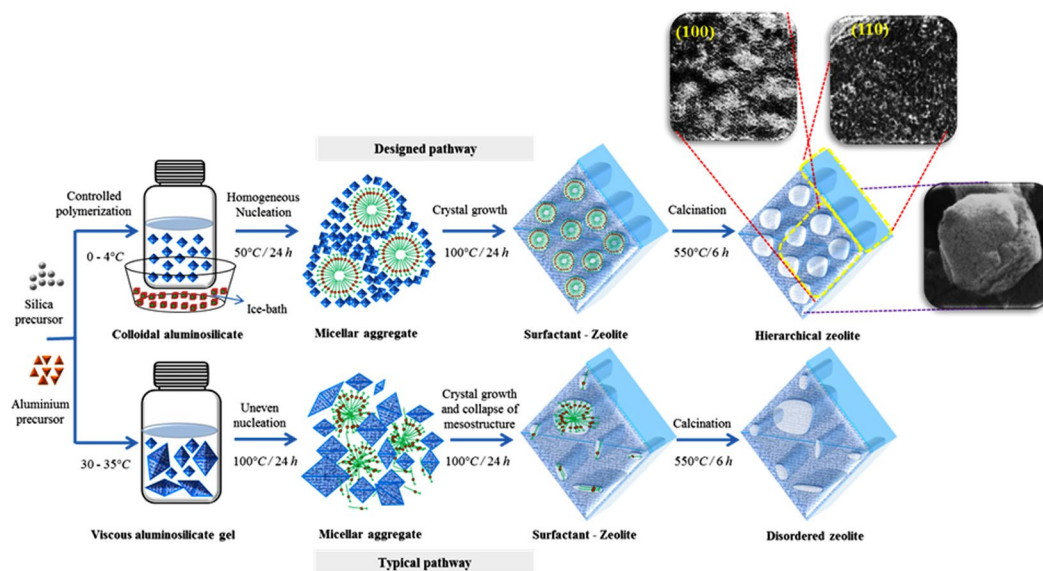 (100)
(110)
Designed pathway
Controlled
polymerization
0 - 4°C
Homogeneous
Nucleation
50°C / 24 h
Crystal growth
100°C / 24 h
Calcination
550°C/ 6 h
Silica
precursor
Ice-bath
Colloidal aluminosilicate
Micellar aggregate
Surfactant - Zeolite
Hierarchical zeolite
Aluminium
precursor
30 - 35°C
Uneven
nucleation
100°C / 24 h
Crystal growth
and collapse of
mesostructure
100°C / 24 h
Calcination
550°C / 6 h
Viscous aluminosilicate gel
Micellar aggregate
Surfactant - Zeolite
Disordered zeolite
Typical pathway